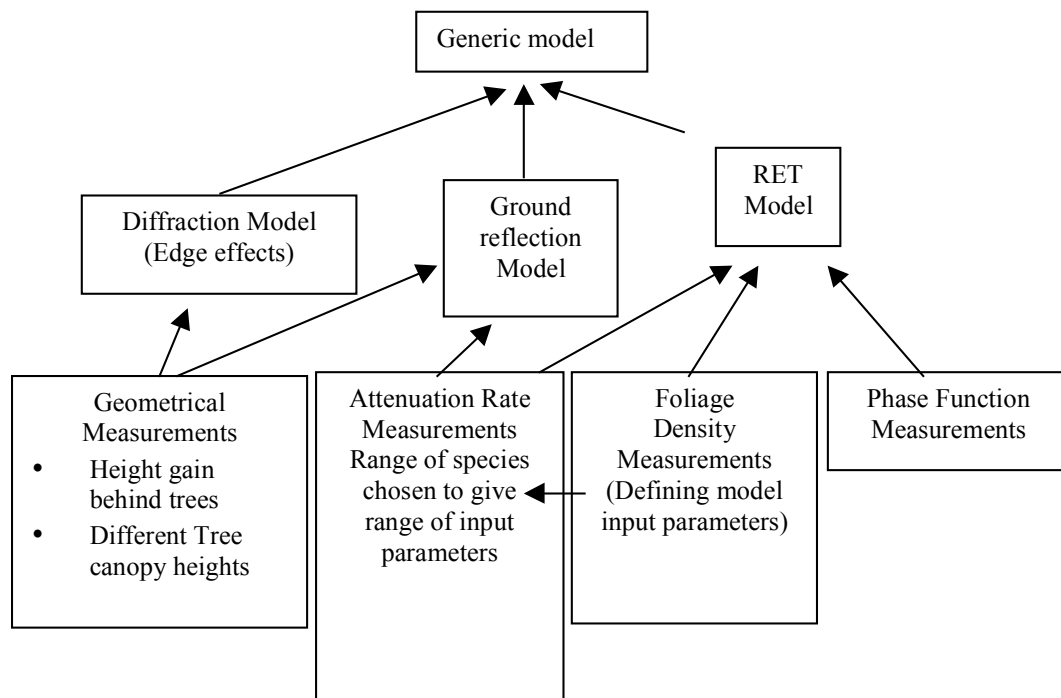 Generic model
Diffraction Model
(Edge effects)
Ground
reflection
Model
RET
Model
Geometrical
Measurements
• Height gain
behind trees
• Different Tree
canopy heights
Attenuation Rate
Measurements
Range of species
chosen to give
range of input
parameters
Foliage
Density
Measurements
(Defining model
input parameters)
Phase Function
Measurements